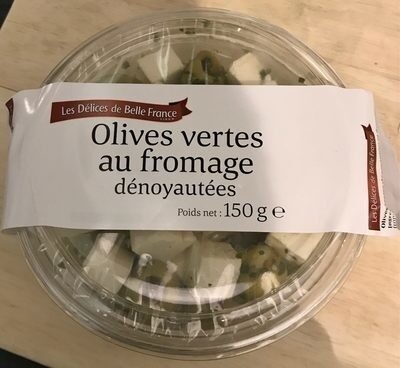 Les Délices de Belle France
Olives vertes
au fromage
dénoyautées
Poids net : 150 g e
Les Délices de Belle France